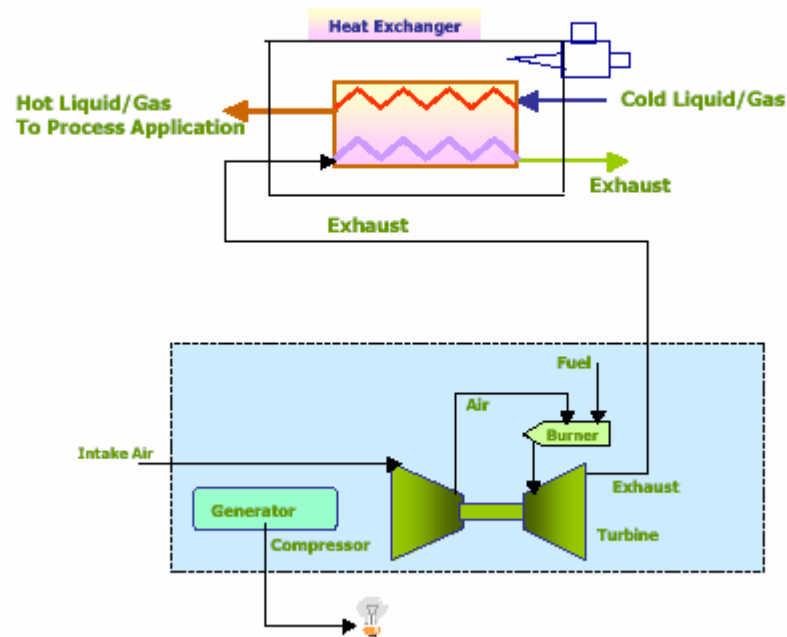 Heat Exchanger
Hot Liquid/Gas
To Process Application
Cold Liquid/Gas
Exhaust
Exhaust
Fuel
Air
Burner
Intake Air
Exhaust
Generator
Turbine
Compressor